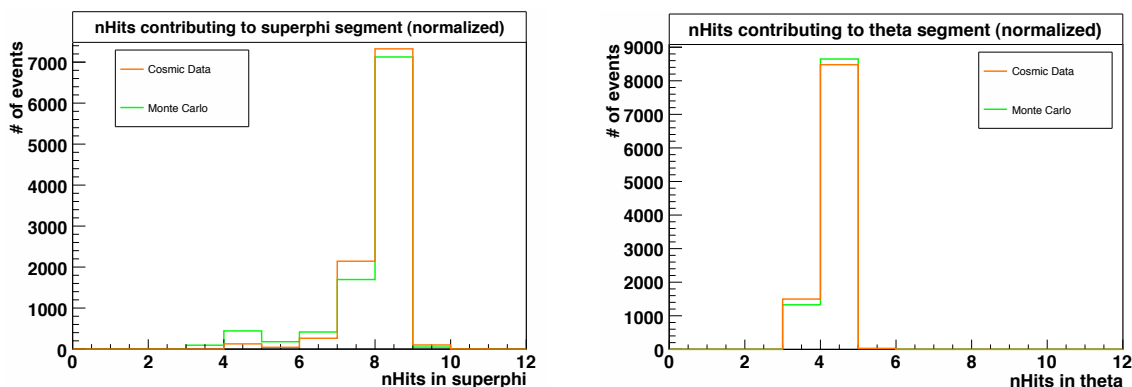 nHits contributing to superphi segment (normalized)
# of events
7000
6000
5000
4000
3000
2000
1000
0
0 2 4 6 8 10 12
nHits in superphi
Cosmic Data
Monte Carlo
nHits contributing to theta segment (normalized)
# of events
9000
8000
7000
6000
5000
4000
3000
2000
1000
0
0 2 4 6 8 10 12
nHits in theta
Cosmic Data
Monte Carlo